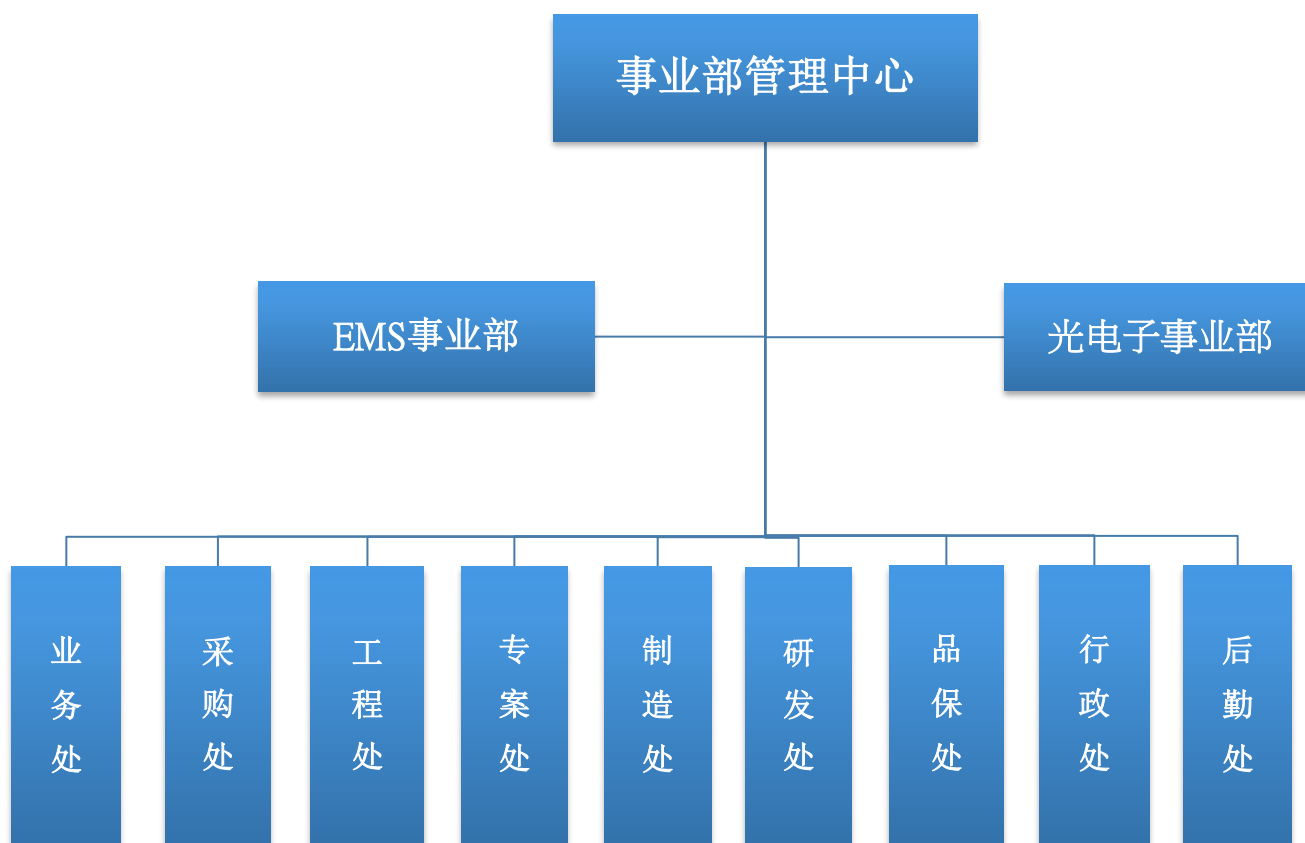 事业部管理中心
EMS事业部
光电子事业部
业务处
采购处
工程处
专案处
制造处
研发处
品保处
行政处
后勤处